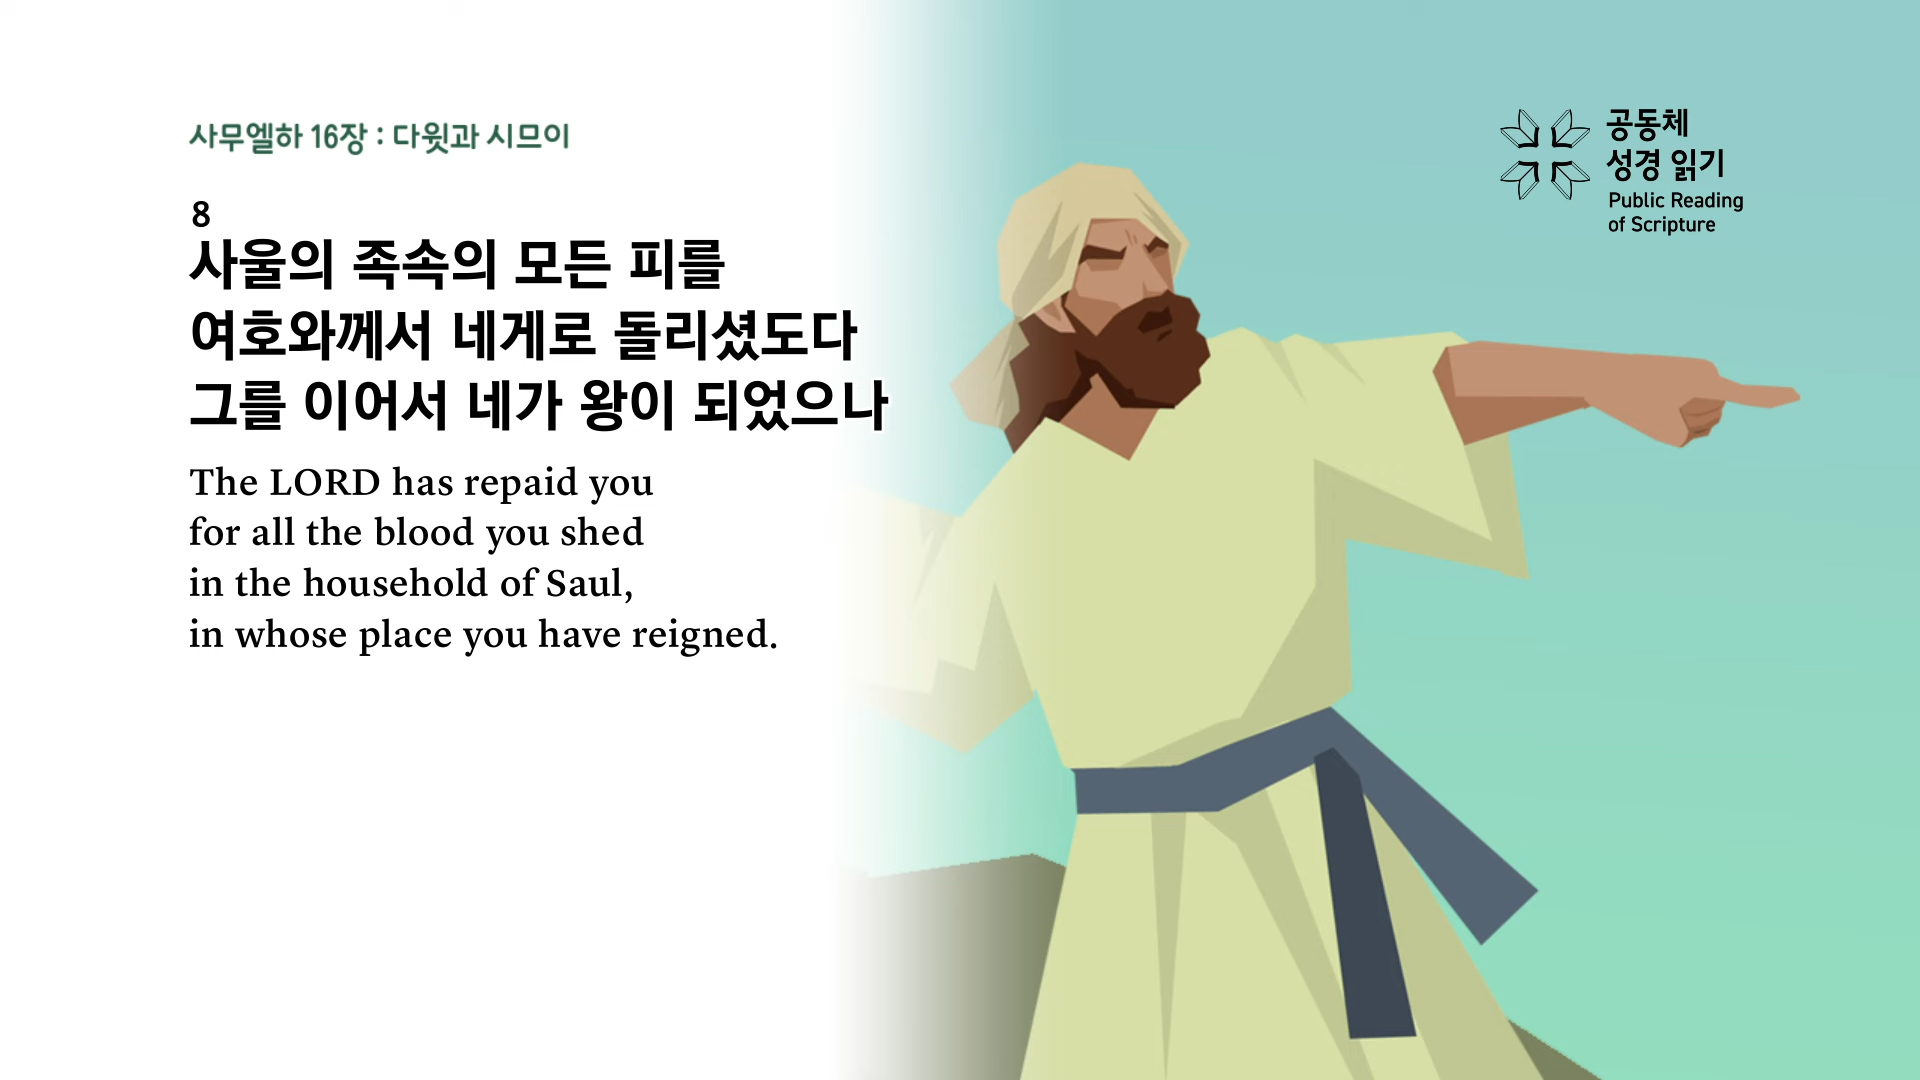 사무엘하 16장 : 다윗과 시므이
8
사울의 족속의 모든 피를
여호와께서 네게로 돌리셨도다
그를 이어서 네가 왕이 되었으나
The LORD has repaid you
for all the blood you shed
in the household of Saul,
in whose place you have reigned.
공동체
성경 읽기
Public Reading
of Scripture